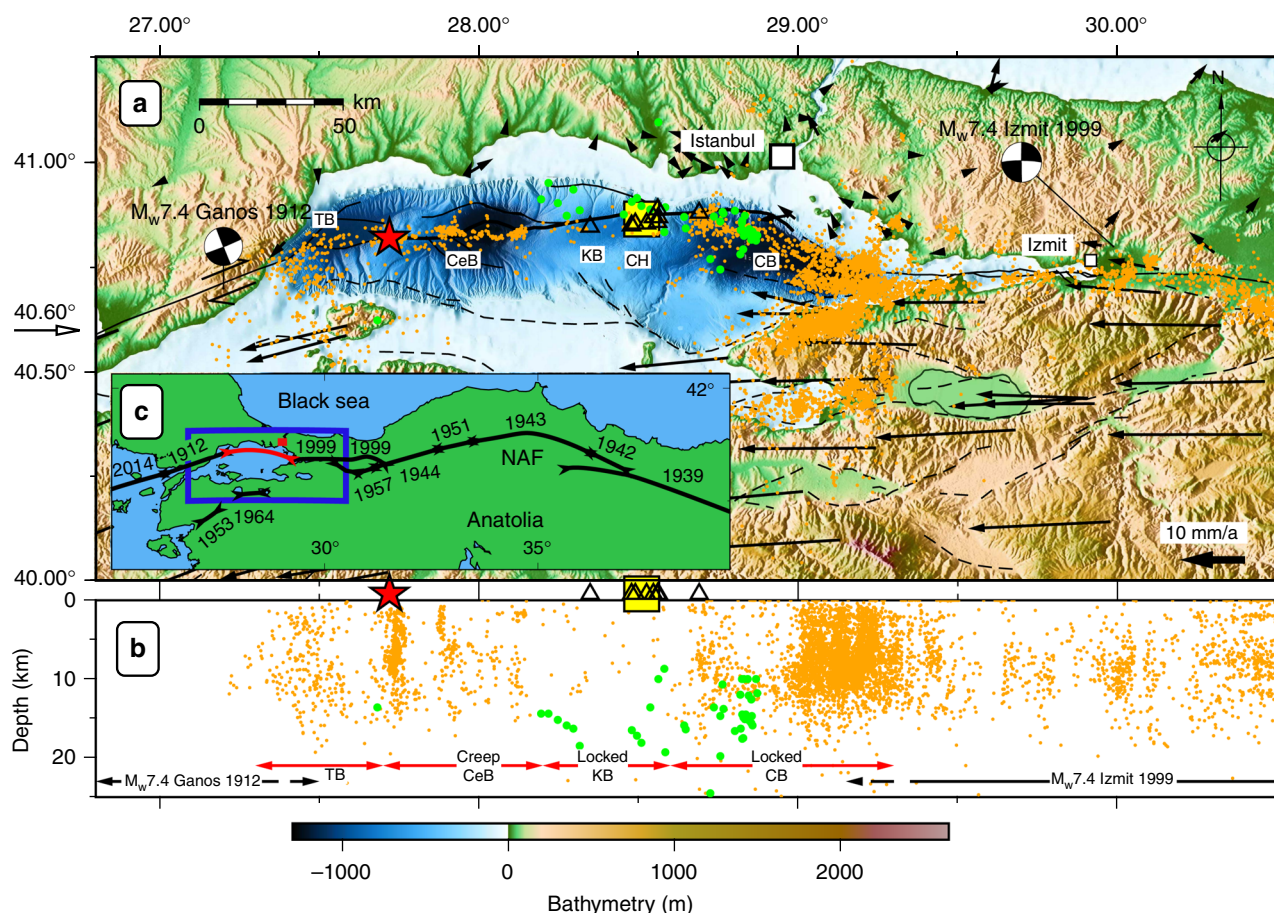 27.00° 28.00° 29.00° 30.00°
a
km
0 50
N
Istanbul
Mw7.4 Izmit 1999
41.00°
Mw7.4 Ganos 1912
TB
Izmit
CeB
KB
CH
CB
40.60°
40.50°
c
Black sea
42°
1943
1951
1942
1999
1999
1912
2014
NAF
1939
1944
1957
1964
1953
Anatolia
30° 35°
10 mm/a
40.00°
0
b
Depth (km)
10
20
Creep Locked Locked
TB CeB KB CB
Mw7.4 Ganos 1912
Mw7.4 Izmit 1999
−1000 0 1000 2000
Bathymetry (m)